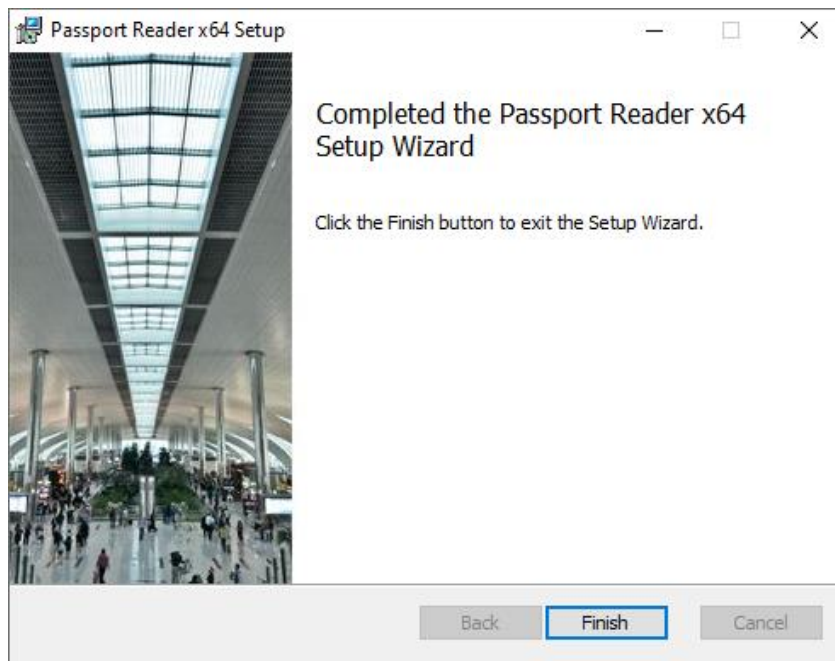 Passport Reader x64 Setup
Completed the Passport Reader x64
Setup Wizard
Click the Finish button to exit the Setup Wizard.
Back
Finish
Cancel